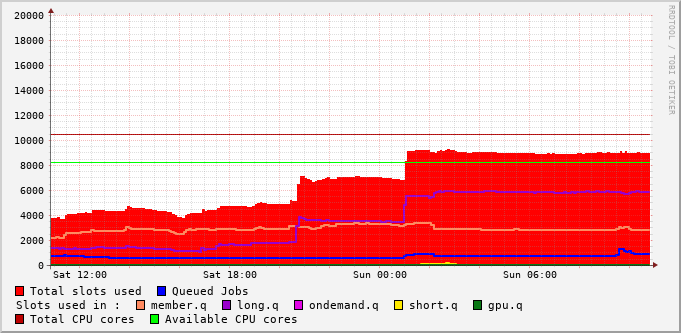 20000
18000
16000
14000
12000
10000
8000
6000
4000
2000
0
Sat 12:00 Sat 18:00 Sun 00:00 Sun 06:00
RRDTOOL / TOBI OETIKER
Total slots used Queued Jobs
Slots used in : member.q long.q ondemand.q short.q gpu.q
Total CPU cores Available CPU cores